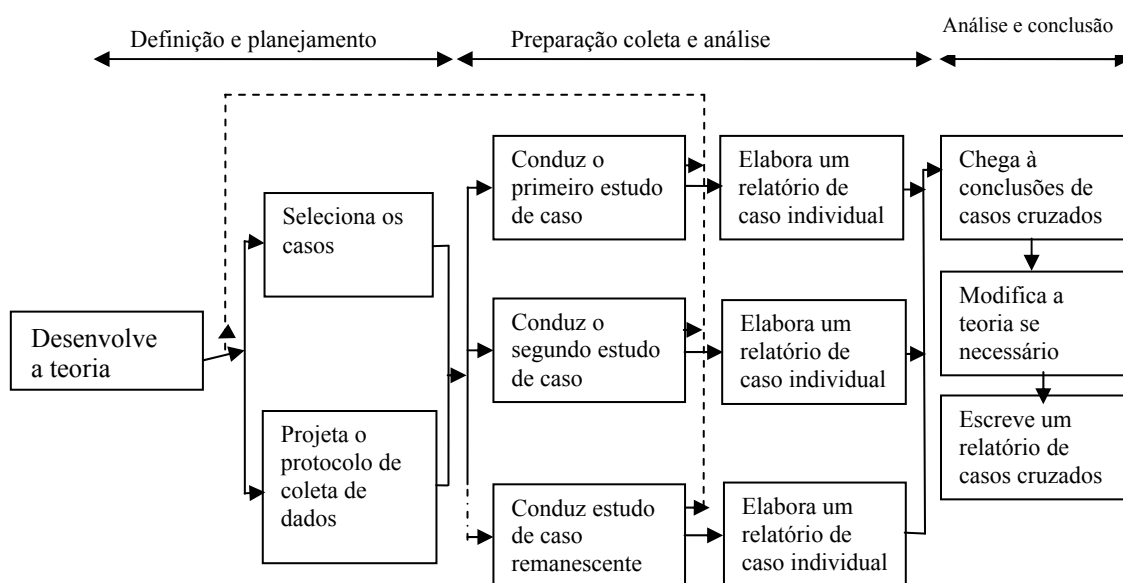 Definição e planejamento
Preparação coleta e análise
Análise e conclusão
Desenvolve
a teoria
Seleciona os
casos
Projeta o
protocolo de
coleta de
dados
Conduz o
primeiro estudo
de caso
Elabora um
relatório de
caso individual
Conduz o
segundo estudo
de caso
Elabora um
relatório de
caso individual
Conduz estudo
de caso
remanescente
Elabora um
relatório de
caso individual
Chega à
conclusões de
casos cruzados
Modifica a
teoria se
necessário
Escreve um
relatório de
casos cruzados